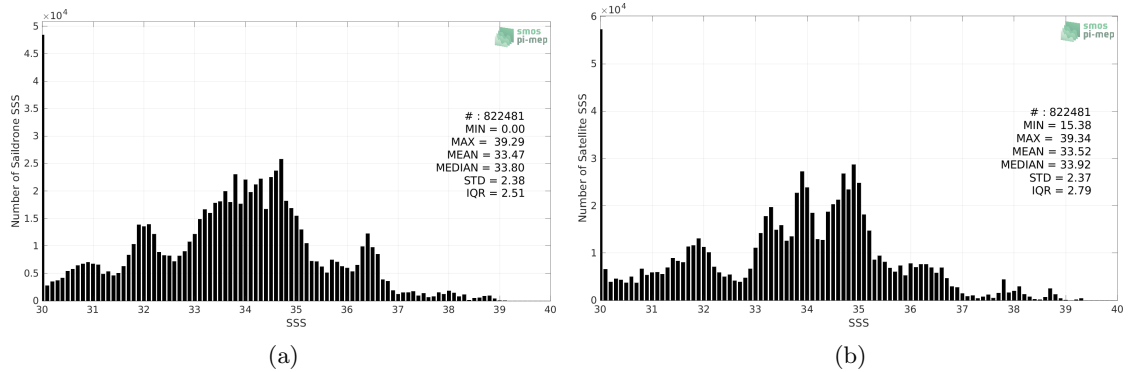 ×10^4
5
4.5
4
3.5
3
2.5
2
1.5
1
0.5
0
30 31 32 33 34 35 36 37 38 39 40
SSS
Number of Saildrone SSS
smos
pi-mep
# : 822481
MIN = 0.00
MAX = 39.29
MEAN = 33.47
MEDIAN = 33.80
STD = 2.38
IQR = 2.51
(a)
×10^4
6
5
4
3
2
1
0
30 31 32 33 34 35 36 37 38 39 40
SSS
Number of Satellite SSS
smos
pi-mep
# : 822481
MIN = 15.38
MAX = 39.34
MEAN = 33.52
MEDIAN = 33.92
STD = 2.37
IQR = 2.79
(b)